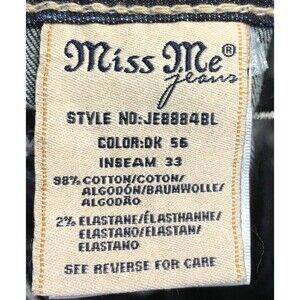 Miss Me®
jeans
STYLE NO:JE8884BL
COLOR:DK 56
INSEAM 33
98% COTTON/COTON/
ALGODÓN/BAUMWOLLE/
ALGODÃO
2% ELASTANE/ÉLASTHANNE/
ELASTANO/ELASTAN/
ELASTANO
SEE REVERSE FOR CARE